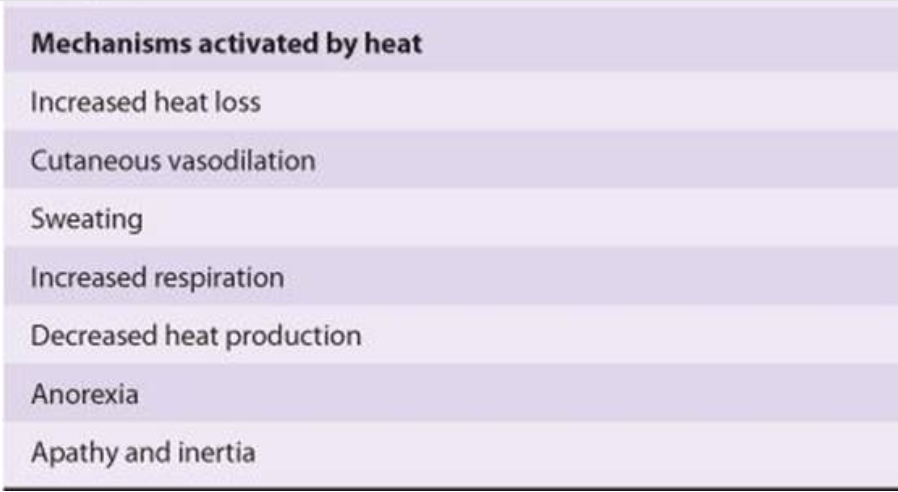 Mechanisms activated by heat
Increased heat loss
Cutaneous vasodilation
Sweating
Increased respiration
Decreased heat production
Anorexia
Apathy and inertia